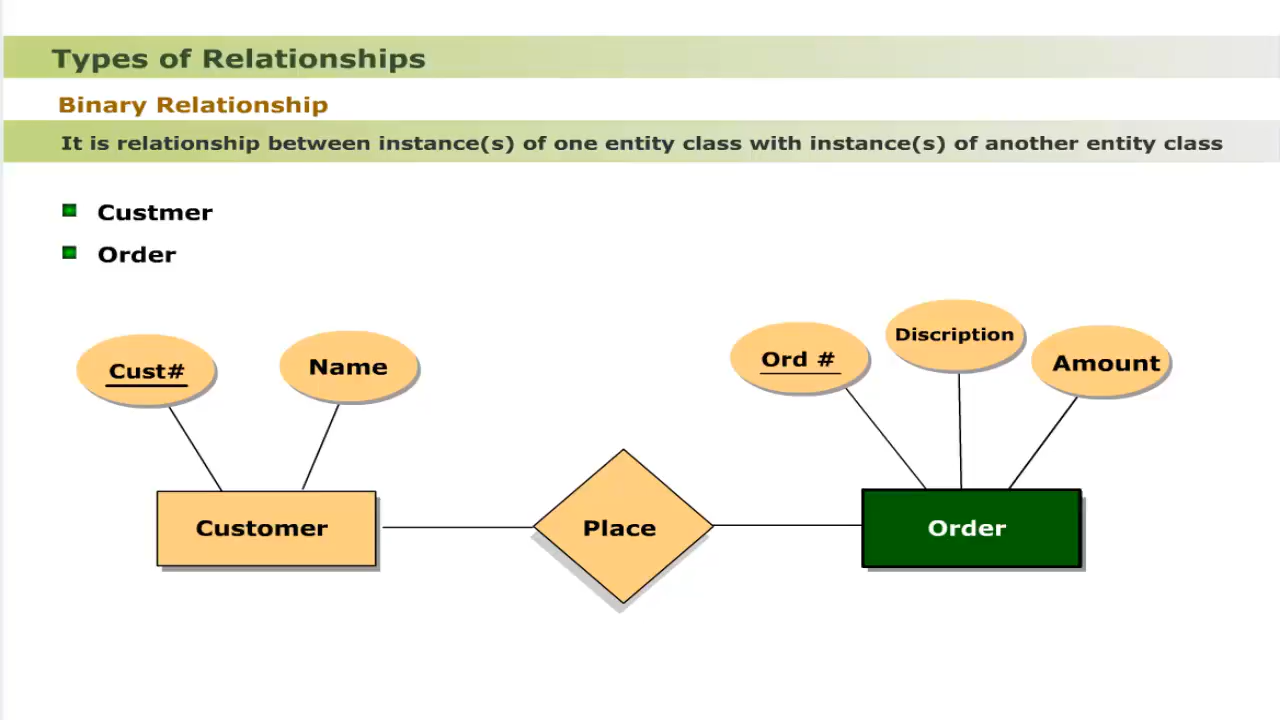 Types of Relationships
Binary Relationship
It is relationship between instance(s) of one entity class with instance(s) of another entity class
Custmer
Order
Cust#
Name
Ord #
Discription
Amount
Customer
Place
Order